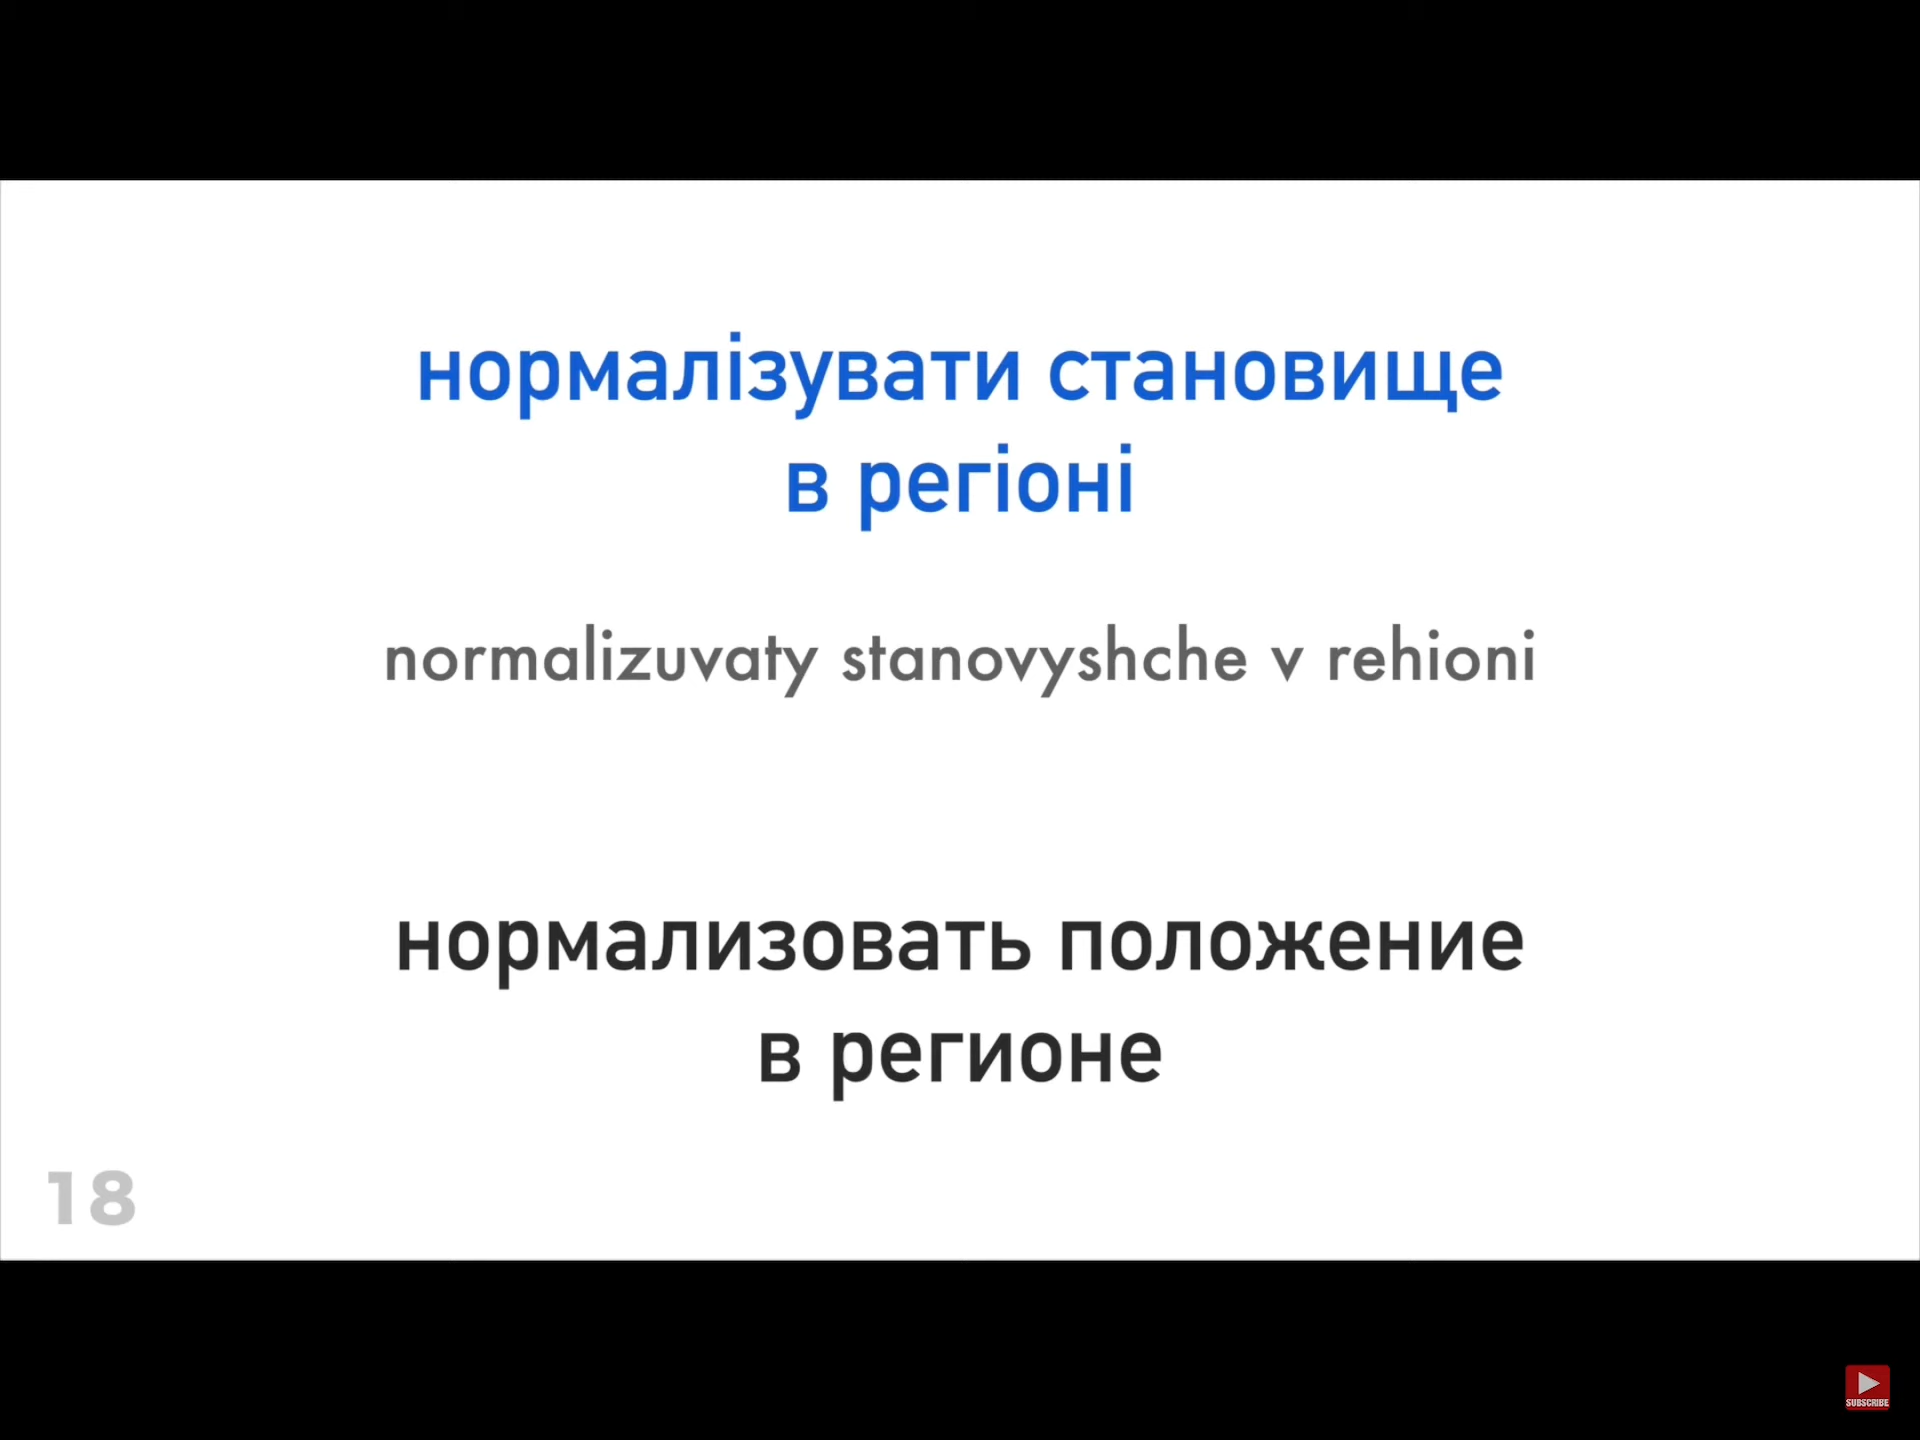 нормалізувати становище
в регіоні
normalizuvaty stanovyshche v rehioni
нормализовать положение
в регионе
18
SUBSCRIBE